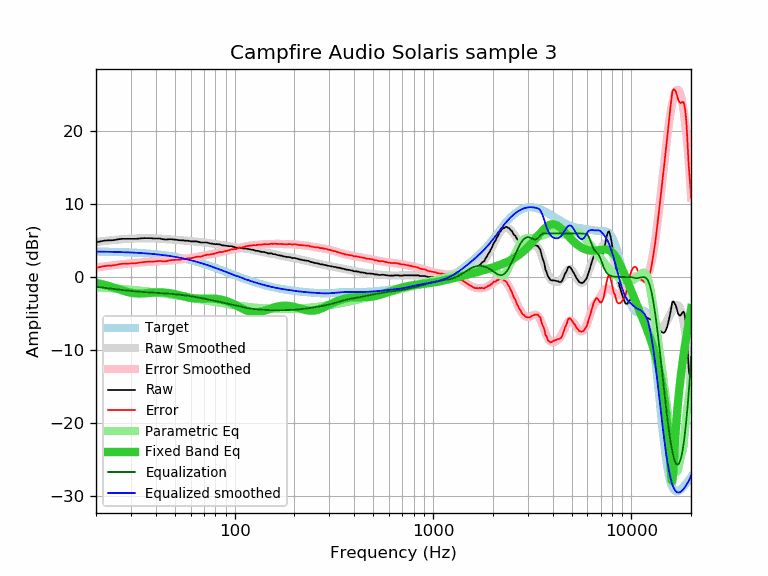 Campfire Audio Solaris sample 3
Amplitude (dBr)
20
10
0
−10
−20
−30
Target
Raw Smoothed
Error Smoothed
Raw
Error
Parametric Eq
Fixed Band Eq
Equalization
Equalized smoothed
100
1000
10000
Frequency (Hz)